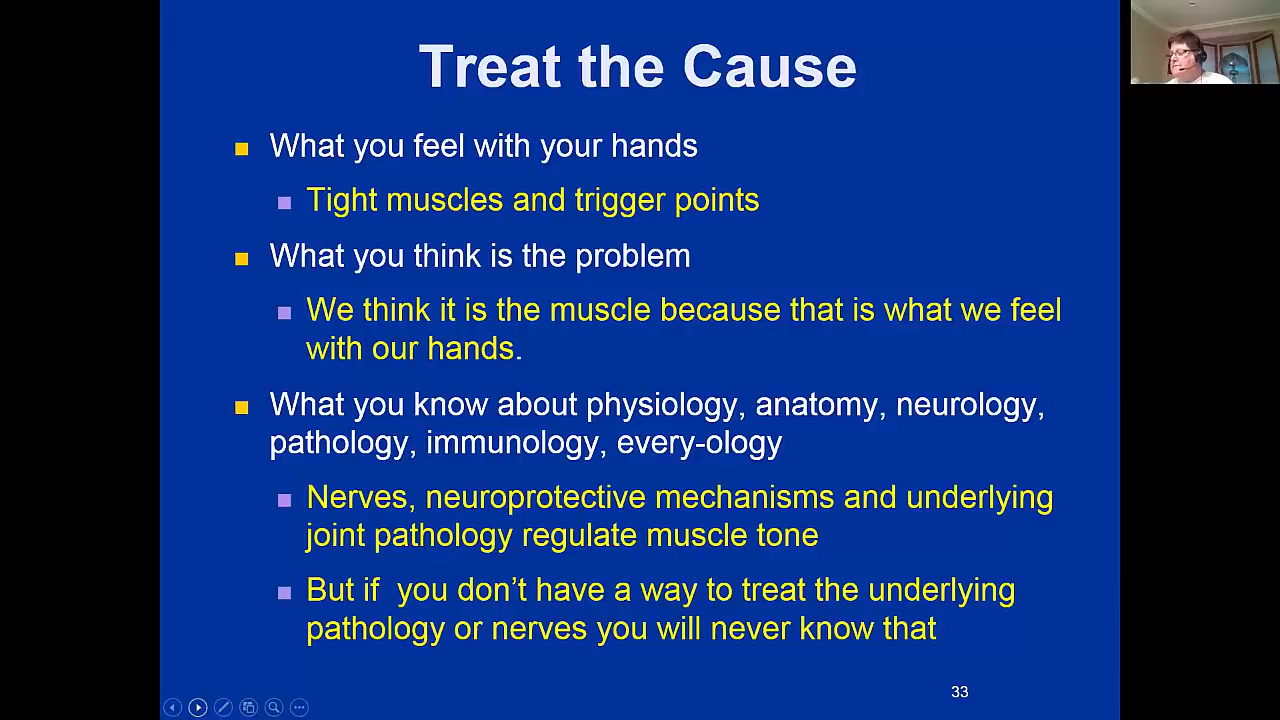 Treat the Cause
What you feel with your hands
Tight muscles and trigger points
What you think is the problem
We think it is the muscle because that is what we feel
with our hands.
What you know about physiology, anatomy, neurology,
pathology, immunology, every-ology
Nerves, neuroprotective mechanisms and underlying
joint pathology regulate muscle tone
But if  you don’t have a way to treat the underlying
pathology or nerves you will never know that
33